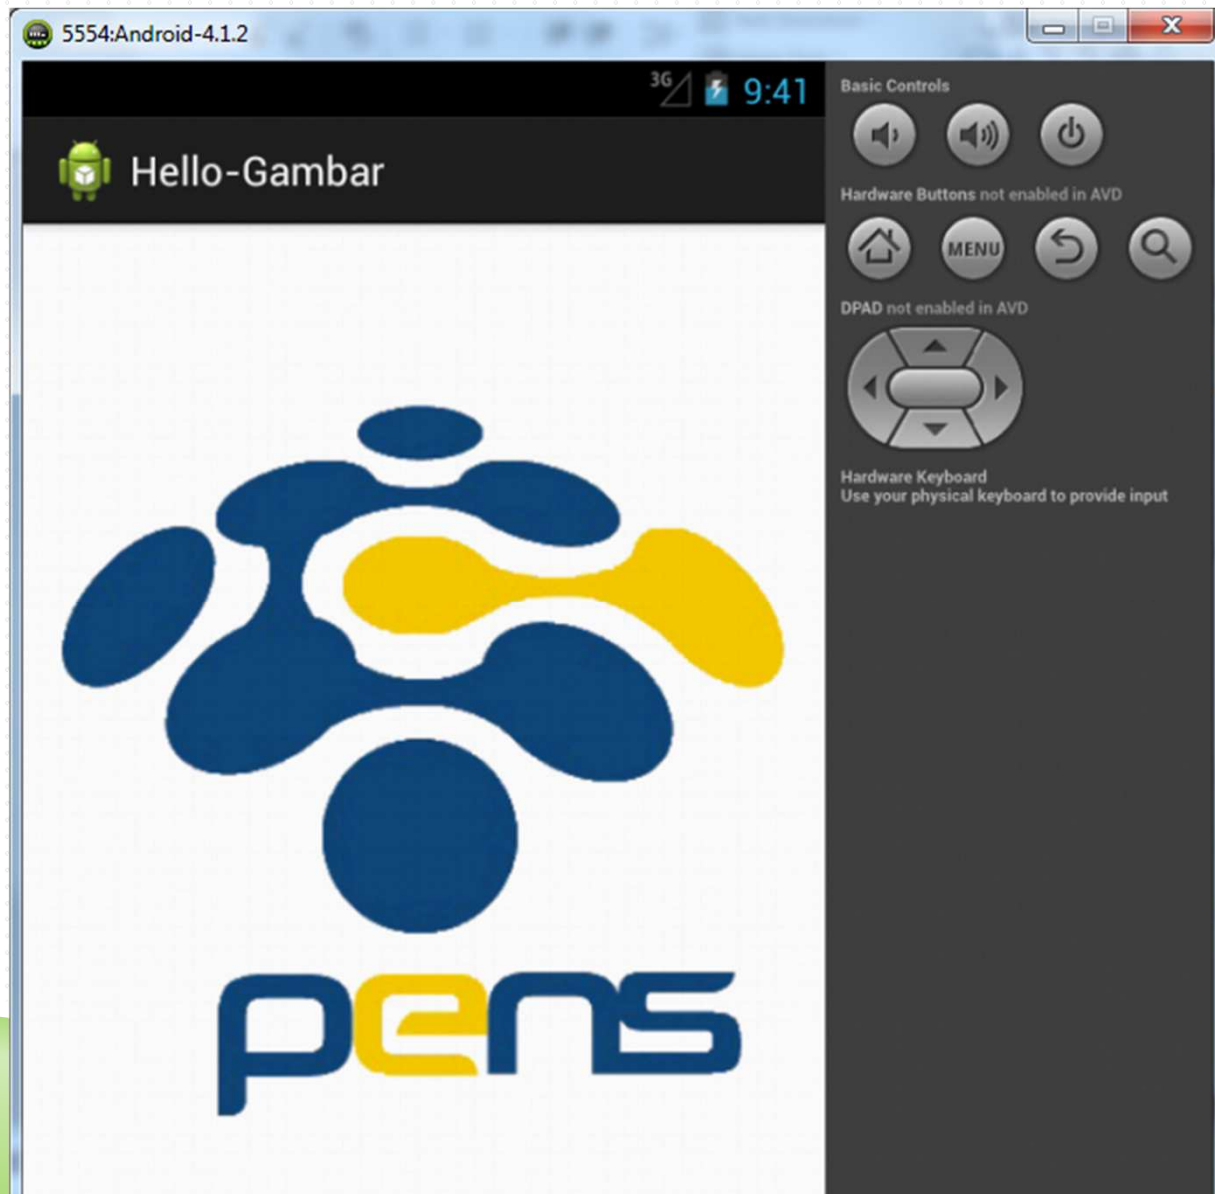 5554:Android-4.1.2
3G 9:41
Hello-Gambar
pens
Basic Controls
Hardware Buttons not enabled in AVD
MENU
DPAD not enabled in AVD
Hardware Keyboard
Use your physical keyboard to provide input